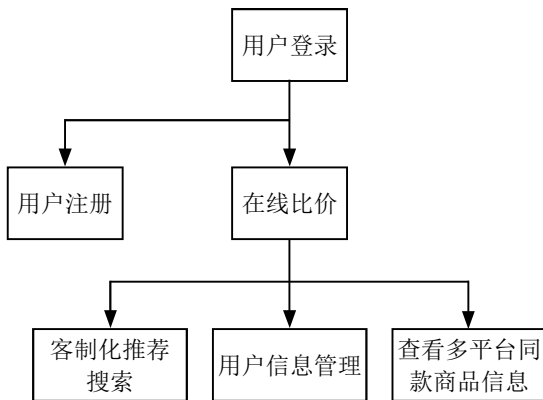 用户登录
用户注册
在线比价
客制化推荐
搜索
用户信息管理
查看多平台同
款商品信息